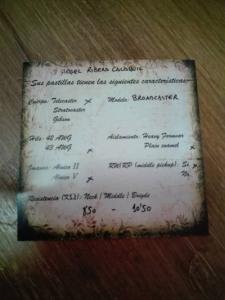 Sus pastillas tienen las siguientes características
Cuerpo: Telecaster x Modelo: BROADCASTER
Stratocaster
Gibson
Hilo: 42 AWG Aislamiento: Heavy Formvar
43 AWG x Plain enamel x
Imanes: Alnico II RWRP (middle pickup): Si x
Alnico V x No
Resistencia (KΩ): Neck / Middle / Bridge
8'50 - 10'50